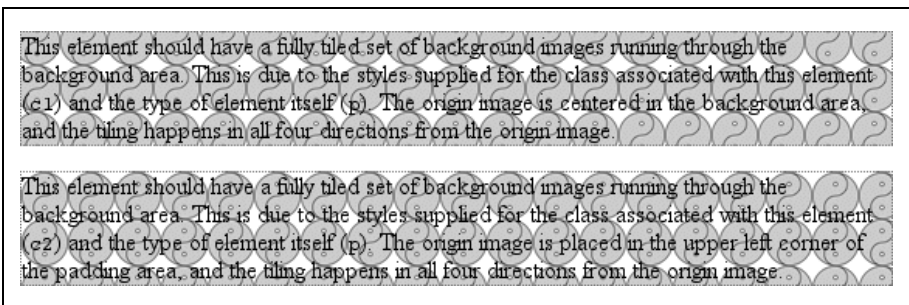 This element should have a fully tiled set of background images running through the
background area. This is due to the styles supplied for the class associated with this element
(c1) and the type of element itself (p). The origin image is centered in the background area,
and the tiling happens in all four directions from the origin image.
This element should have a fully tiled set of background images running through the
background area. This is due to the styles supplied for the class associated with this element
(c2) and the type of element itself (p). The origin image is placed in the upper left corner of
the padding area, and the tiling happens in all four directions from the origin image.